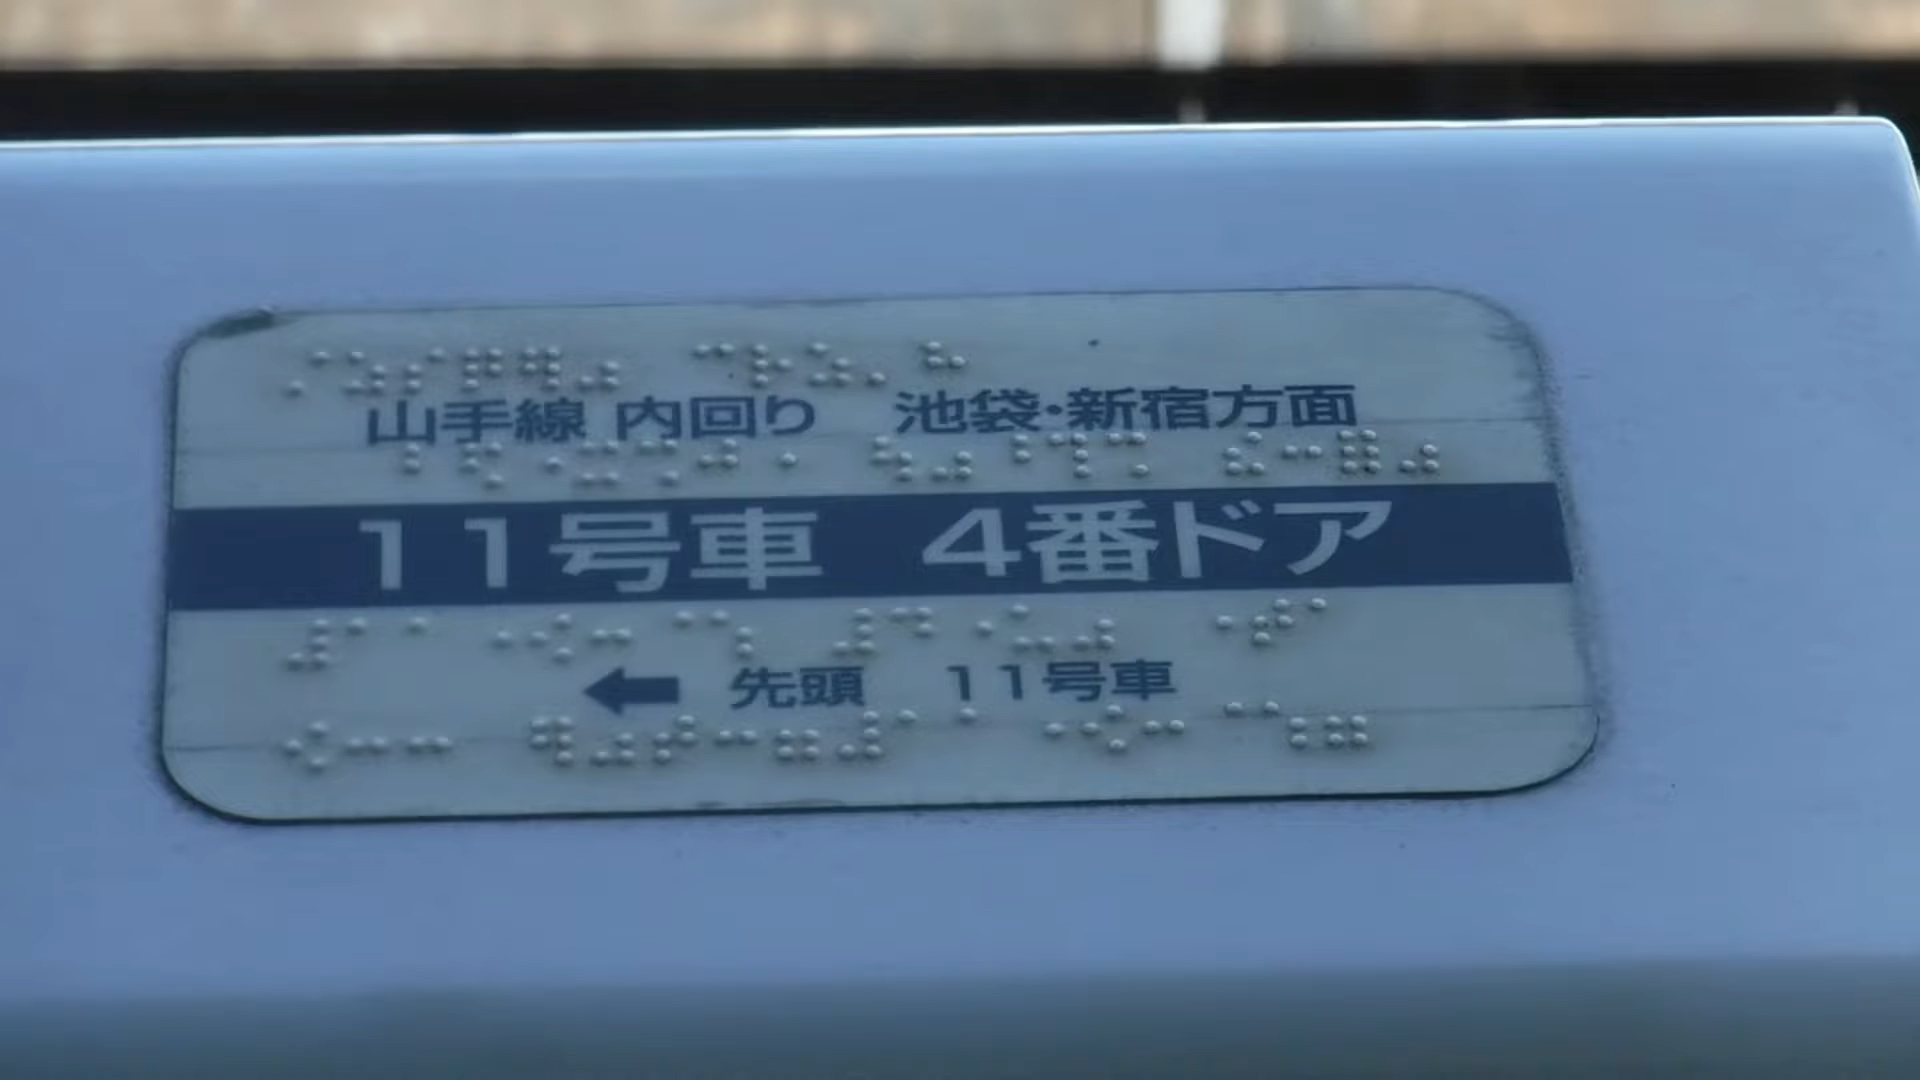 山手線 内回り　池袋・新宿方面
11号車 4番ドア
← 先頭　11号車